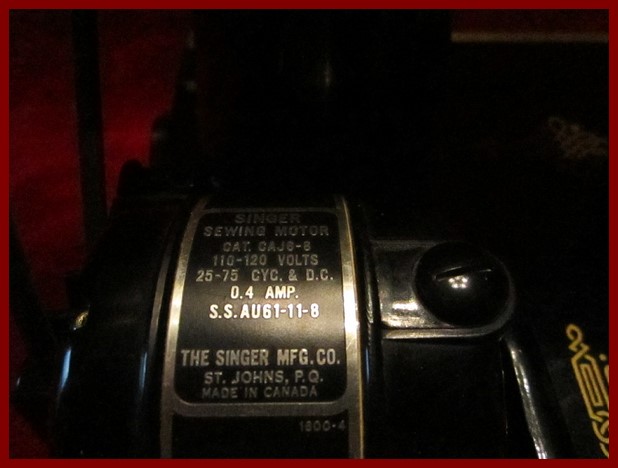 SINGER
SEWING MOTOR
CAT. CAJ8-8
110-120 VOLTS
25-75 CYC. & D.C.
0.4 AMP.
S.S.AU61-11-8
THE SINGER MFG.CO.
ST. JOHNS, P.Q.
MADE IN CANADA
1600-4